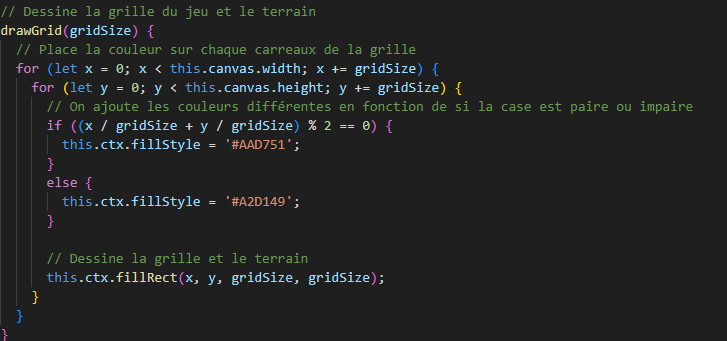 // Dessine la grille du jeu et le terrain
drawGrid(gridSize) {
// Place la couleur sur chaque carreaux de la grille
for (let x = 0; x < this.canvas.width; x += gridSize) {
for (let y = 0; y < this.canvas.height; y += gridSize) {
// On ajoute les couleurs différentes en fonction de si la case est paire ou impaire
if ((x / gridSize + y / gridSize) % 2 == 0) {
this.ctx.fillStyle = '#AAD751';
}
else {
this.ctx.fillStyle = '#A2D149';
}
// Dessine la grille et le terrain
this.ctx.fillRect(x, y, gridSize, gridSize);
}
}
}